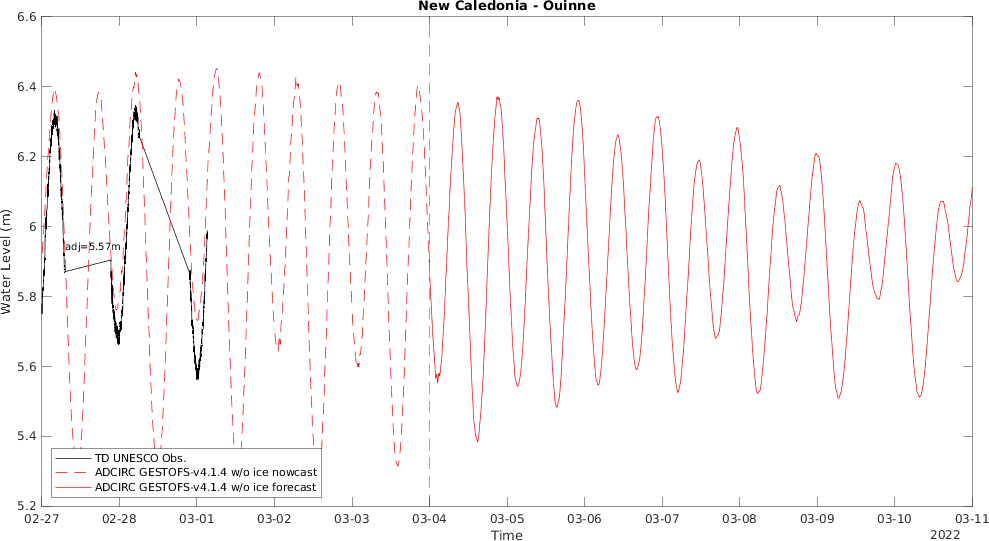 New Caledonia - Ouinne
6.6
6.4
6.2
6
5.8
5.6
5.4
5.2
Water Level (m)
adj=5.57m
TD UNESCO Obs.
ADCIRC GESTOFS-v4.1.4 w/o ice nowcast
ADCIRC GESTOFS-v4.1.4 w/o ice forecast
02-27 02-28 03-01 03-02 03-03 03-04 03-05 03-06 03-07 03-08 03-09 03-10 03-11
Time
2022